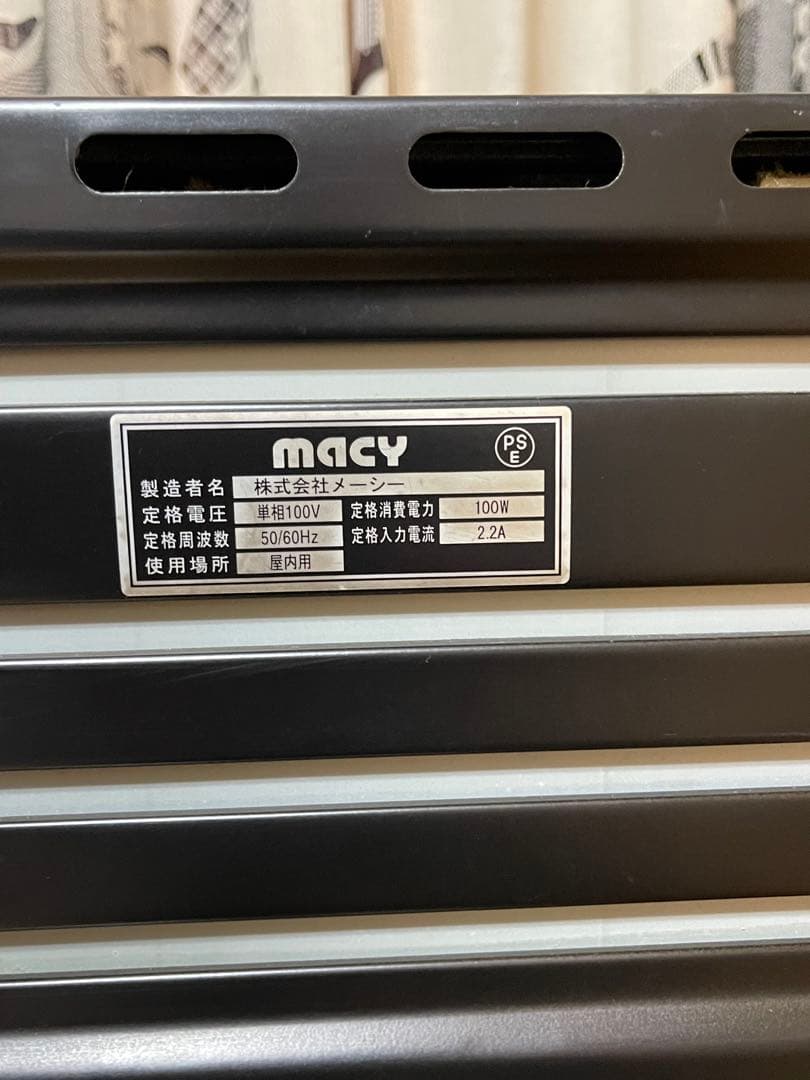 macy
PS
E
製造者名 株式会社メーシー
定格電圧 単相100V 定格消費電力 100W
定格周波数 50/60Hz 定格入力電流 2.2A
使用場所 屋内用